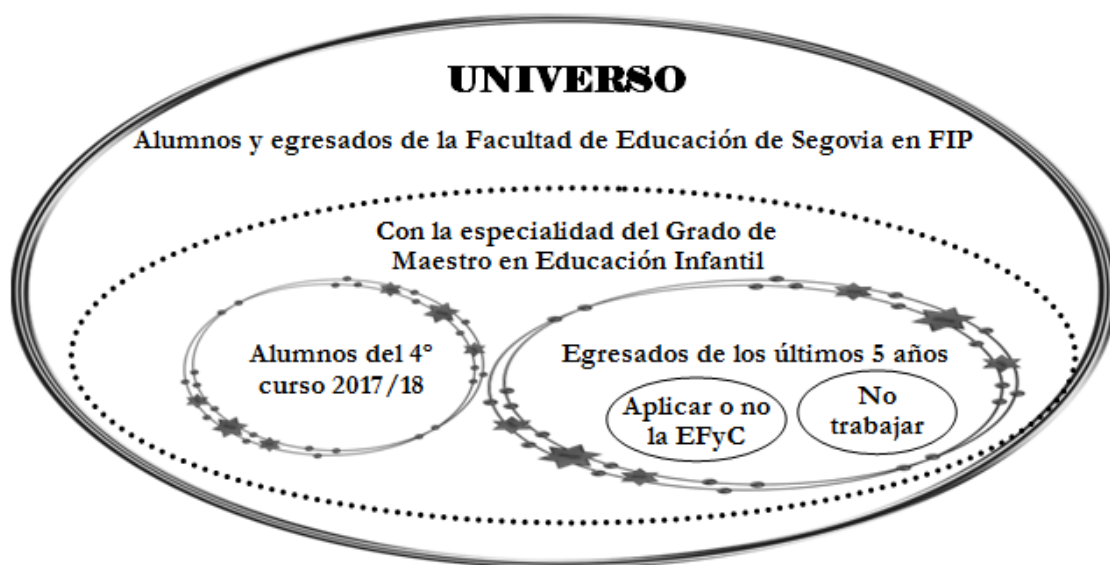 UNIVERSO
Alumnos y egresados de la Facultad de Educación de Segovia en FIP
Con la especialidad del Grado de
Maestro en Educación Infantil
Alumnos del 4°
curso 2017/18
Egresados de los últimos 5 años
Aplicar o no
la EFyC
No
trabajar